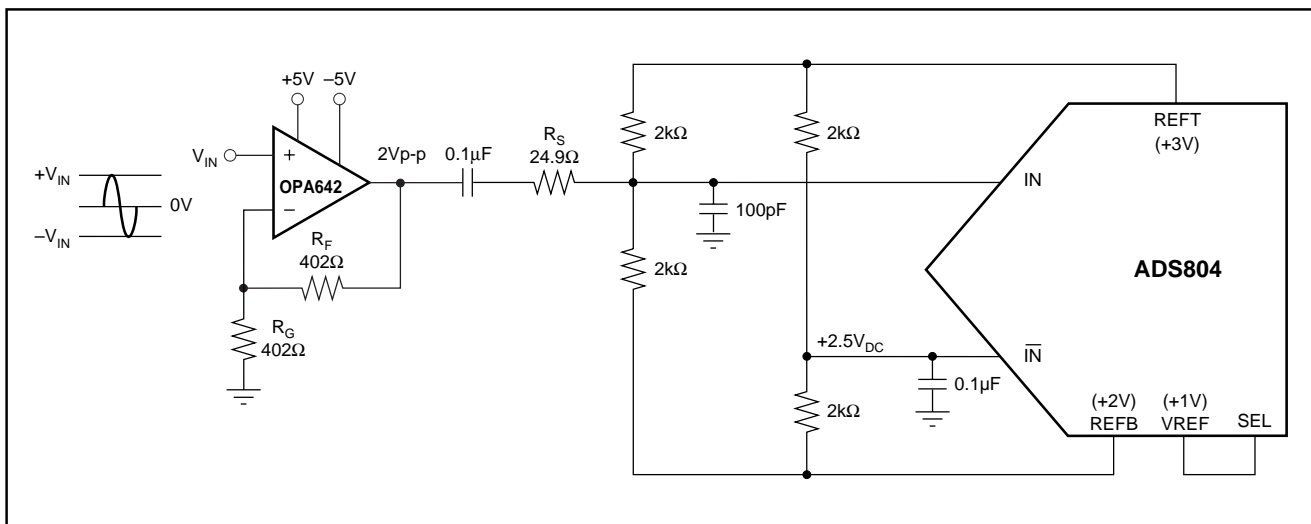 +5V
–5V
V_IN
+
–
OPA642
+V_IN
0V
–V_IN
2Vp-p
0.1µF
R_S
24.9Ω
R_F
402Ω
R_G
402Ω
2kΩ
2kΩ
100pF
2kΩ
+2.5V_DC
0.1µF
2kΩ
REFT
(+3V)
IN
ADS804
I̅N̅
(+2V)
REFB
(+1V)
VREF
SEL